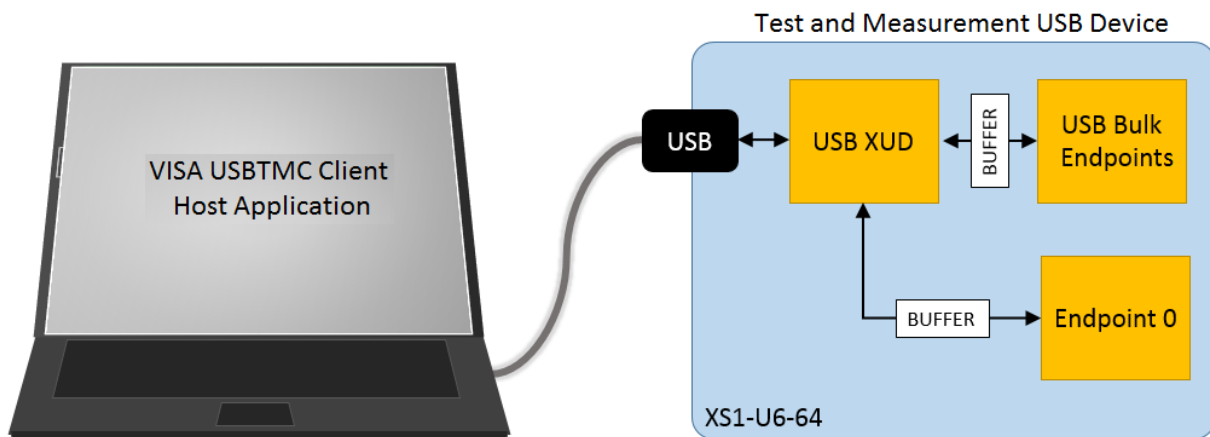 Test and Measurement USB Device
VISA USBTMC Client
Host Application
USB
USB XUD
BUFFER
USB Bulk
Endpoints
BUFFER
Endpoint 0
XS1-U6-64